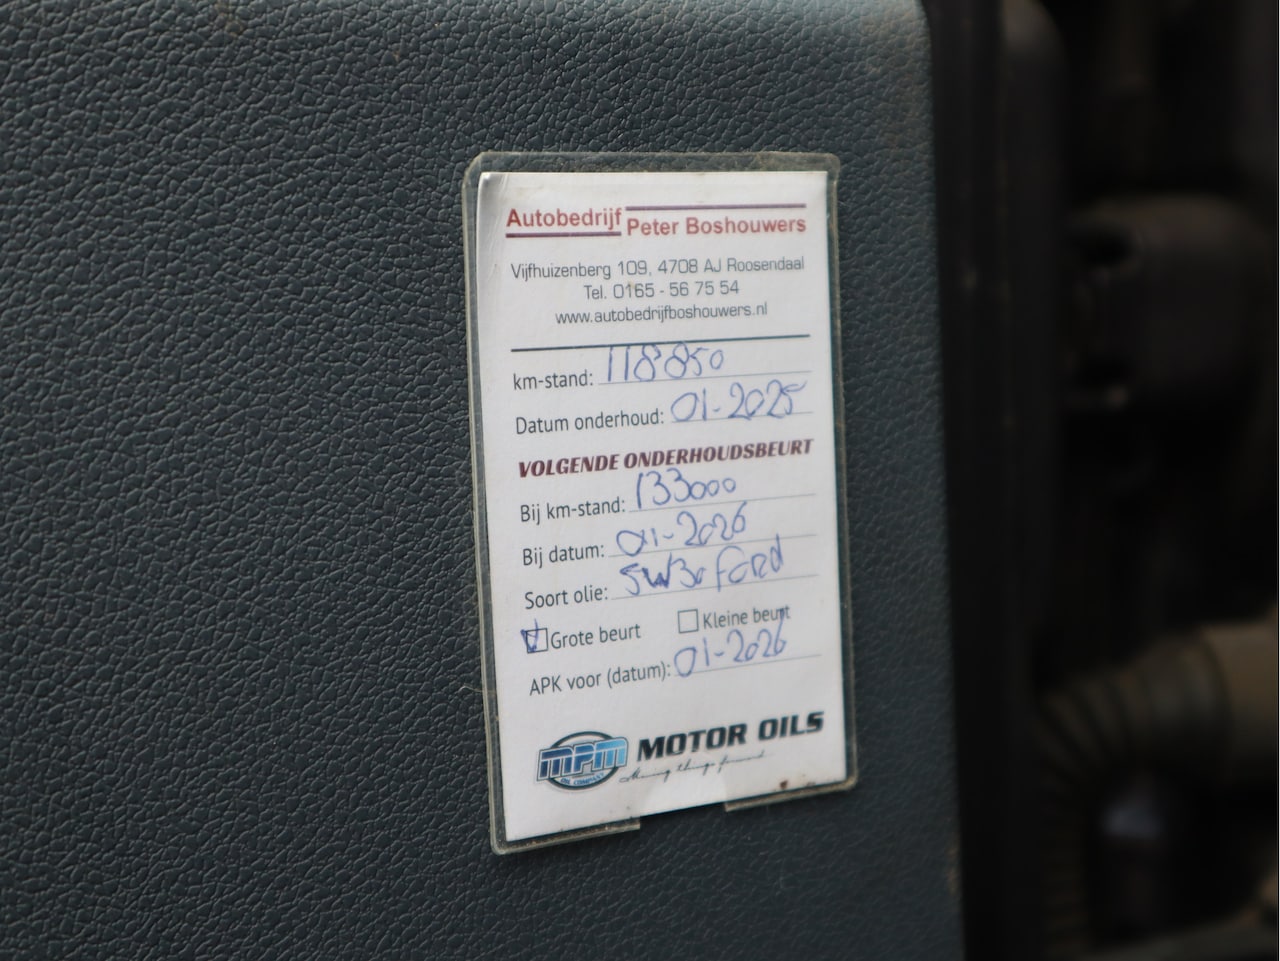 Autobedrijf Peter Boshouwers
Vijfhuizenberg 109, 4708 AJ Roosendaal
Tel. 0165 - 56 75 54
www.autobedrijfboshouwers.nl
km-stand: 118850
Datum onderhoud: 01-2025
VOLGENDE ONDERHOUDSBEURT
Bij km-stand: 133000
Bij datum: 01-2026
Soort olie: 5W30 Ford
Grote beurt Kleine beurt
APK voor (datum): 01-2026
MPM MOTOR OILS
OIL COMPANY